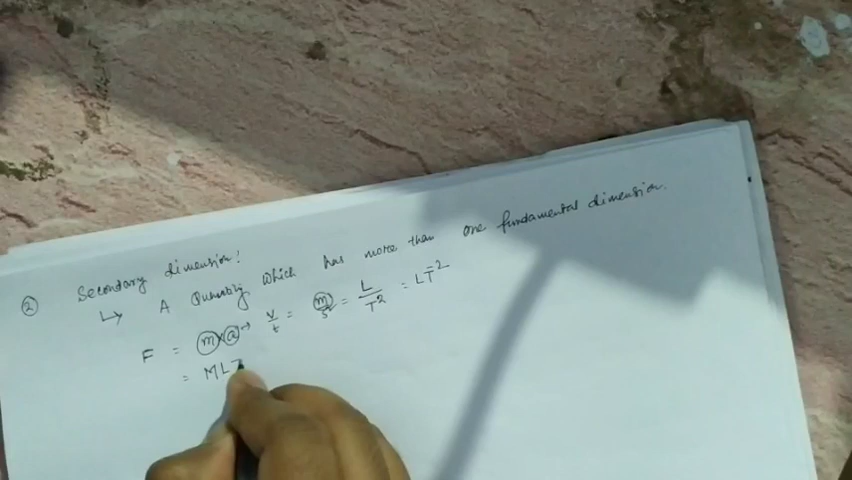 ② Secondary dimension:
↳ A Quantity which has more than one fundamental dimension.
F = m×a → v/t = m/s² = L/T² = LT⁻²
= MLT